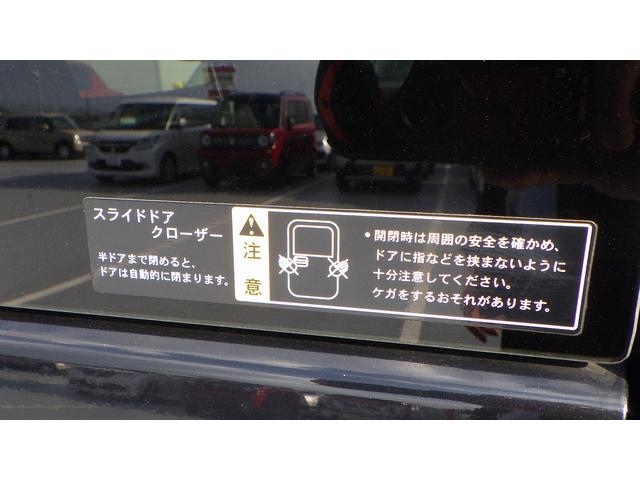 スライドドア
クローザー
半ドアまで閉めると、
ドアは自動的に閉まります。
注
意
•開閉時は周囲の安全を確かめ、
ドアに指などを挟まないように
十分注意してください。
ケガをするおそれがあります。